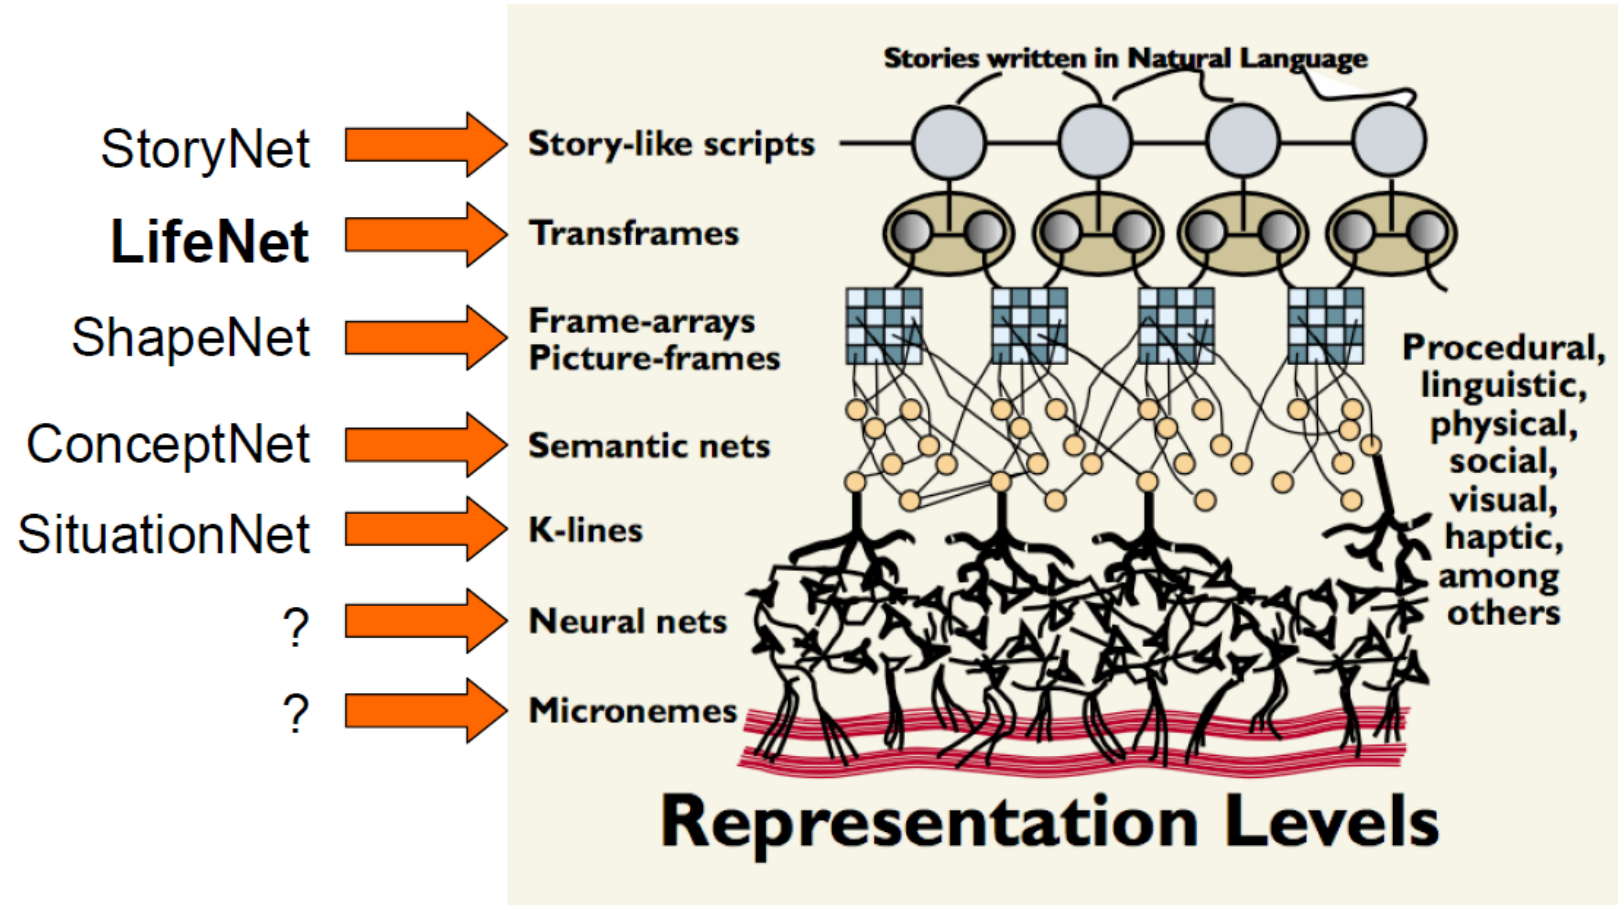 Stories written in Natural Language
StoryNet
Story-like scripts
LifeNet
Transframes
ShapeNet
Frame-arrays
Picture-frames
ConceptNet
Semantic nets
SituationNet
K-lines
?
Neural nets
?
Micronemes
Procedural,
linguistic,
physical,
social,
visual,
haptic,
among
others
Representation Levels